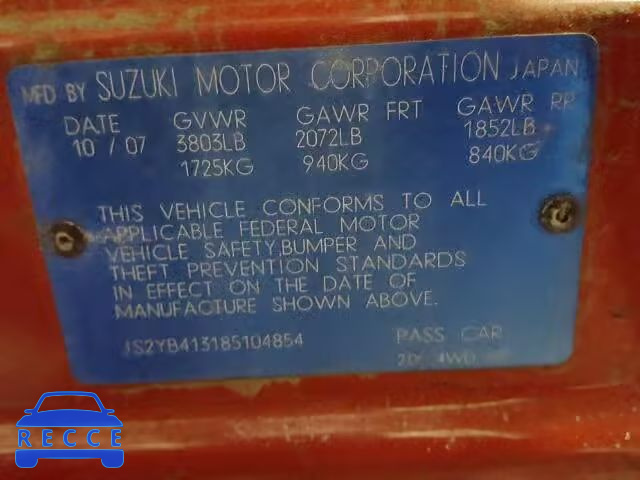 MFD BY SUZUKI MOTOR CORPORATION JAPAN
DATE GVWR GAWR FRT GAWR RR
10 / 07 3803LB 2072LB 1852LB
1725KG 940KG 840KG
THIS VEHICLE CONFORMS TO ALL
APPLICABLE FEDERAL MOTOR
VEHICLE SAFETY,BUMPER AND
THEFT PREVENTION STANDARDS
IN EFFECT ON THE DATE OF
MANUFACTURE SHOWN ABOVE.
JS2YB413185104854 PASS CAR
4WD
RECCE